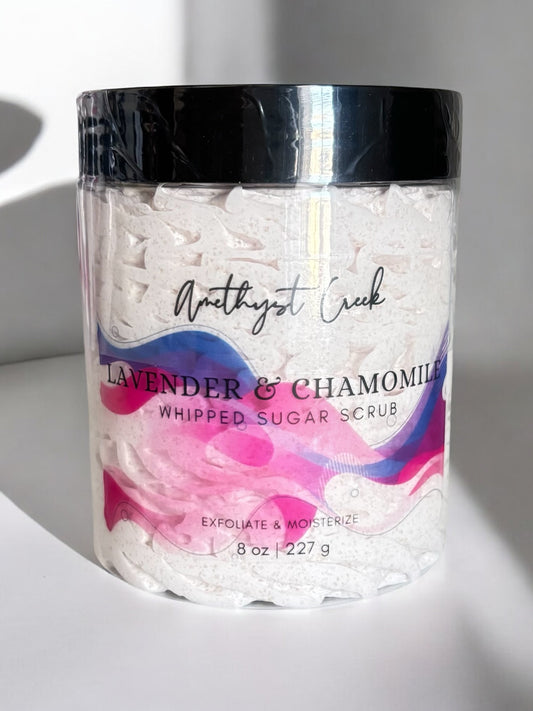 Amethyst Creek
LAVENDER & CHAMOMILE
WHIPPED SUGAR SCRUB
EXFOLIATE & MOISTERIZE
8 oz | 227 g